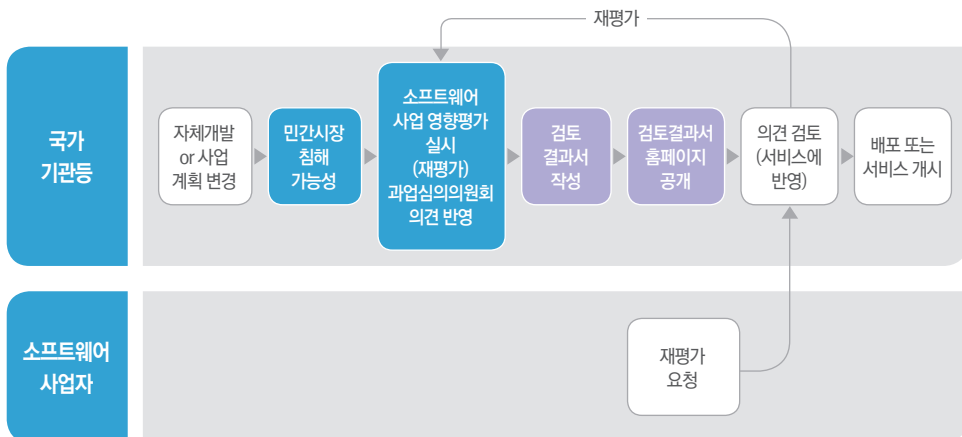 재평가
국가
기관등
자체개발
or 사업
계획 변경
민간시장
침해
가능성
소프트웨어
사업 영향평가
실시
(재평가)
과업심의의원회
의견 반영
검토
결과서
작성
검토결과서
홈페이지
공개
의견 검토
(서비스에
반영)
배포 또는
서비스 개시
소프트웨어
사업자
재평가
요청